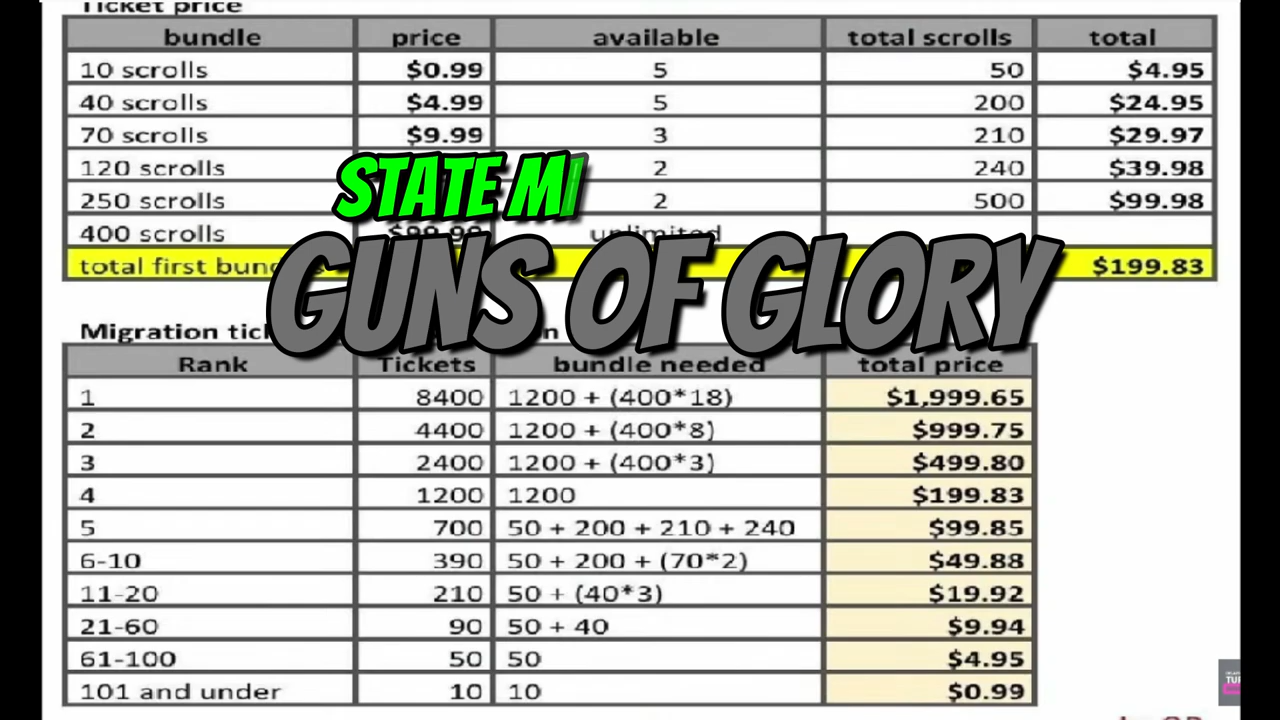 Ticket price
bundle price available total scrolls total
10 scrolls $0.99 5 50 $4.95
40 scrolls $4.99 5 200 $24.95
70 scrolls $9.99 3 210 $29.97
120 scrolls 2 240 $39.98
STATE MI
250 scrolls 2 500 $99.98
400 scrolls $99.99 unlimited
total first $199.83
GUNS OF GLORY
Migration
Rank Tickets bundle needed total price
1 8400 1200 + (400*18) $1,999.65
2 4400 1200 + (400*8) $999.75
3 2400 1200 + (400*3) $499.80
4 1200 1200 $199.83
5 700 50 + 200 + 210 + 240 $99.85
6-10 390 50 + 200 + (70*2) $49.88
11-20 210 50 + (40*3) $19.92
21-60 90 50 + 40 $9.94
61-100 50 50 $4.95
101 and under 10 10 $0.99